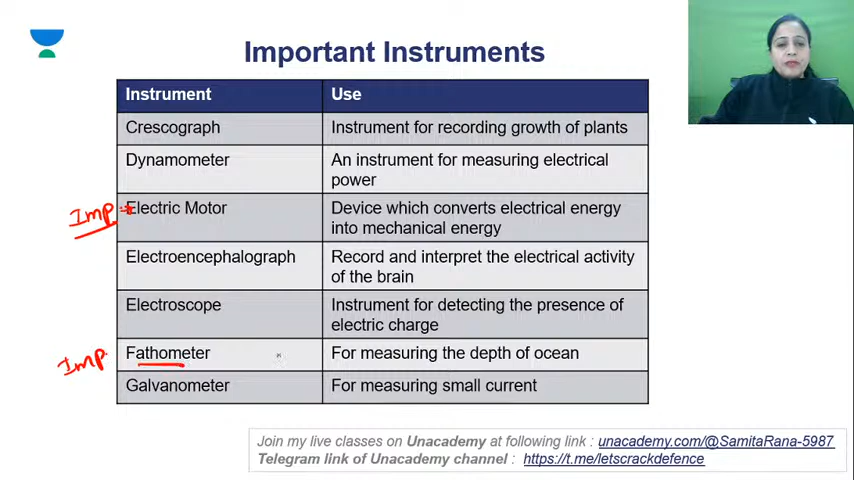 Important Instruments
Instrument Use
Crescograph Instrument for recording growth of plants
Dynamometer An instrument for measuring electrical
power
Imp Electric Motor Device which converts electrical energy
into mechanical energy
Electroencephalograph Record and interpret the electrical activity
of the brain
Electroscope Instrument for detecting the presence of
electric charge
Imp. Fathometer For measuring the depth of ocean
Galvanometer For measuring small current
Join my live classes on Unacademy at following link : unacademy.com/@SamitaRana-5987
Telegram link of Unacademy channel : https://t.me/letscrackdefence